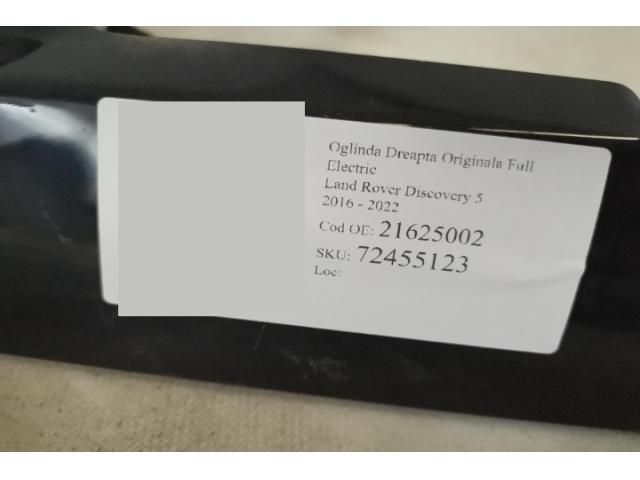 Oglinda Dreapta Originala Full
Electric
Land Rover Discovery 5
2016 - 2022
Cod OE: 21625002
SKU: 72455123
Loc: